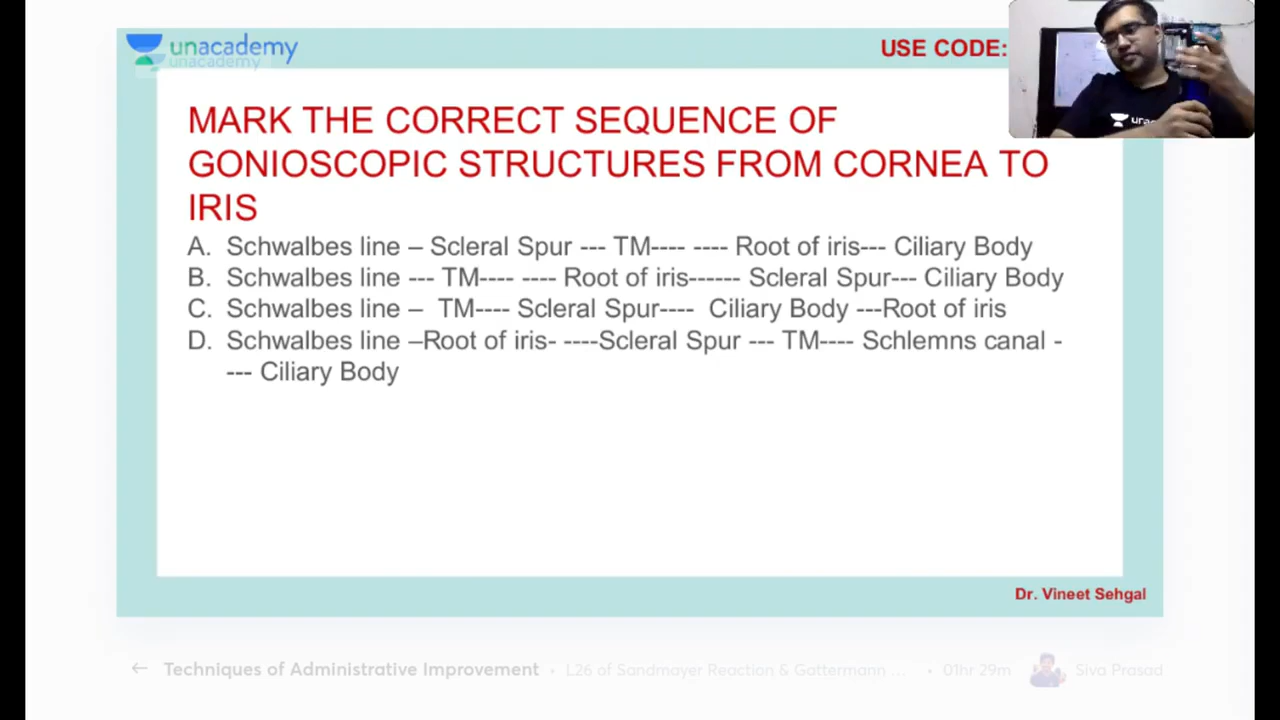 unacademy
unacademy
USE CODE:
MARK THE CORRECT SEQUENCE OF
GONIOSCOPIC STRUCTURES FROM CORNEA TO
IRIS
A. Schwalbes line – Scleral Spur --- TM---- ---- Root of iris--- Ciliary Body
B. Schwalbes line --- TM---- ---- Root of iris------ Scleral Spur--- Ciliary Body
C. Schwalbes line – TM---- Scleral Spur---- Ciliary Body ---Root of iris
D. Schwalbes line –Root of iris- ----Scleral Spur --- TM---- Schlemns canal -
--- Ciliary Body
Dr. Vineet Sehgal
← Techniques of Administrative Improvement • L26 of Sandmayer Reaction & Gattermann ... • 01hr 29m Siva Prasad